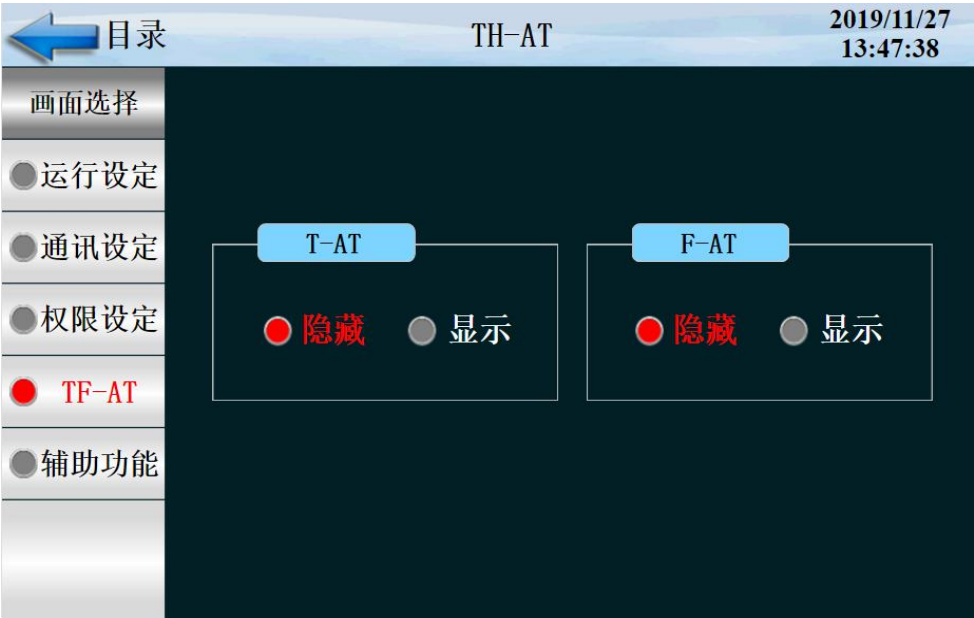 目录
TH-AT
2019/11/27
13:47:38
画面选择
运行设定
通讯设定
权限设定
TF-AT
辅助功能
T-AT
隐藏 显示
F-AT
隐藏 显示